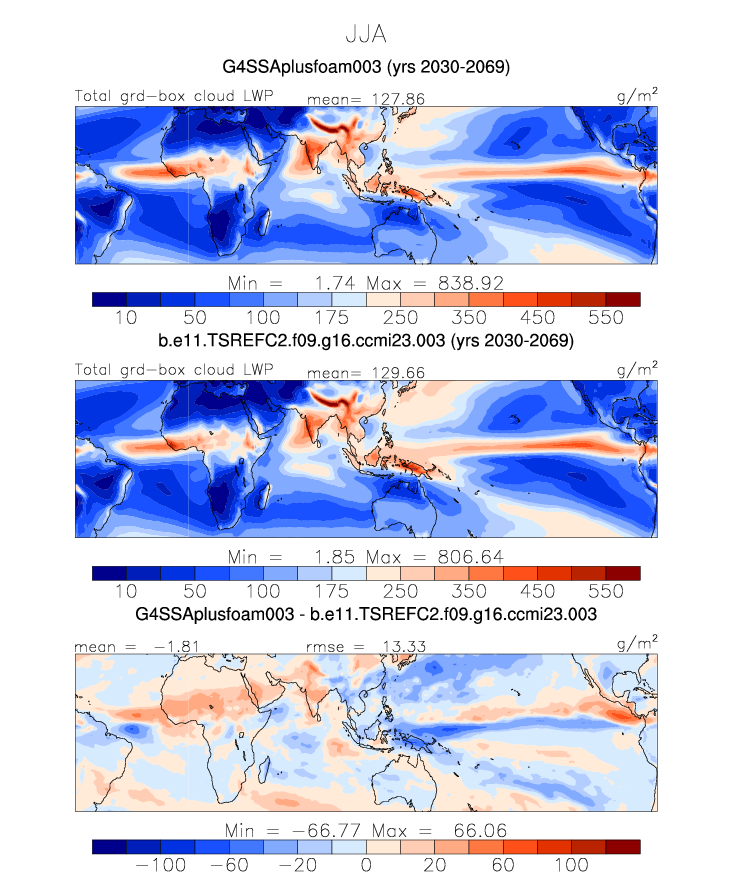 JJA
G4SSAplusfoam003 (yrs 2030-2069)
Total grd-box cloud LWP mean= 127.86 g/m²
Min = 1.74 Max = 838.92
10 50 100 175 250 350 450 550
b.e11.TSREFC2.f09.g16.ccmi23.003 (yrs 2030-2069)
Total grd-box cloud LWP mean= 129.66 g/m²
Min = 1.85 Max = 806.64
10 50 100 175 250 350 450 550
G4SSAplusfoam003 - b.e11.TSREFC2.f09.g16.ccmi23.003
mean = -1.81 rmse = 13.33 g/m²
Min = -66.77 Max = 66.06
-100 -60 -20 0 20 60 100